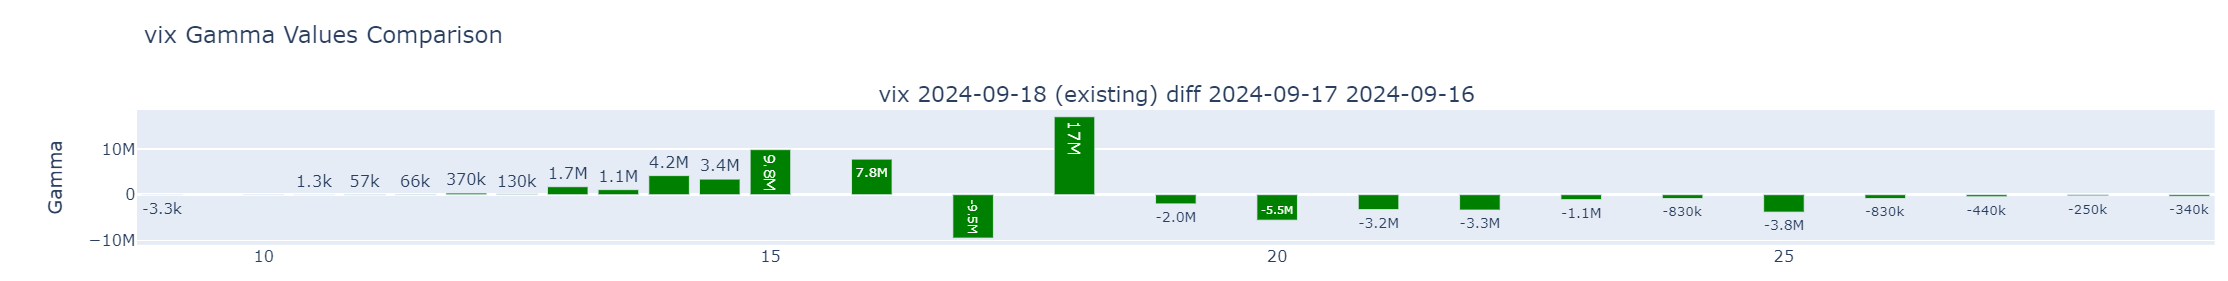 vix Gamma Values Comparison
vix 2024-09-18 (existing) diff 2024-09-17 2024-09-16
Gamma
10M
0
−10M
-3.3k
1.3k
57k
66k
370k
130k
1.7M
1.1M
4.2M
3.4M
9.8M
7.8M
-9.5M
17M
-2.0M
-5.5M
-3.2M
-3.3M
-1.1M
-830k
-3.8M
-830k
-440k
-250k
-340k
10
15
20
25